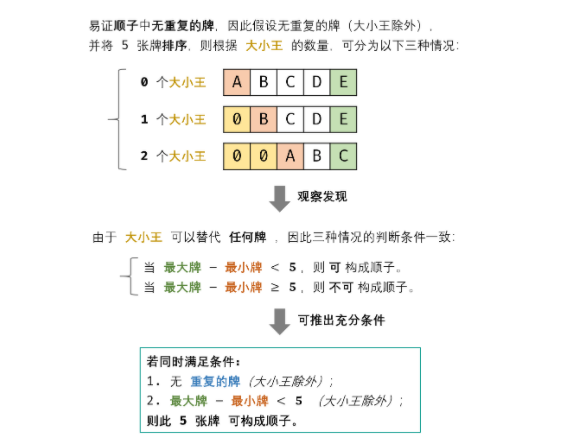 易证顺子中无重复的牌，因此假设无重复的牌（大小王除外），
并将 5 张牌排序，则根据 大小王 的数量，可分为以下三种情况：
0 个大小王 A B C D E
1 个大小王 0 B C D E
2 个大小王 0 0 A B C
观察发现
由于 大小王 可以替代 任何牌 ，因此三种情况的判断条件一致：
当 最大牌 - 最小牌 < 5，则 可 构成顺子。
当 最大牌 - 最小牌 ≥ 5，则 不可 构成顺子。
可推出充分条件
若同时满足条件：
1. 无 重复的牌（大小王除外）；
2. 最大牌 - 最小牌 < 5 （大小王除外）；
则此 5 张牌 可构成顺子。